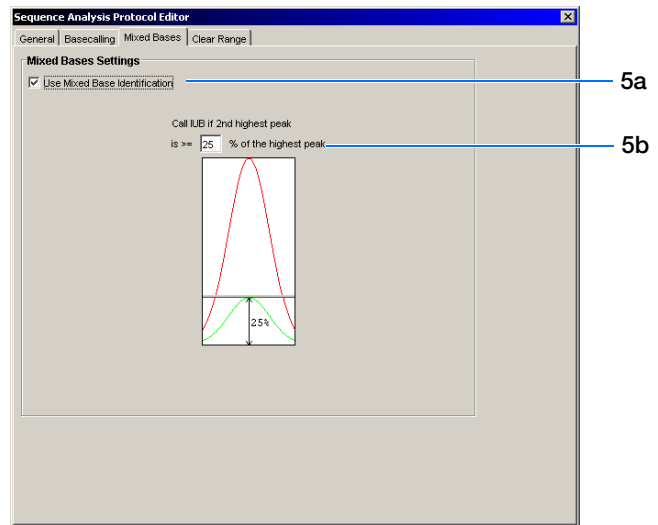 Sequence Analysis Protocol Editor
General Basecalling Mixed Bases Clear Range
Mixed Bases Settings
Use Mixed Base Identification
5a
Call IUB if 2nd highest peak
is >= 25 % of the highest peak
5b
25%